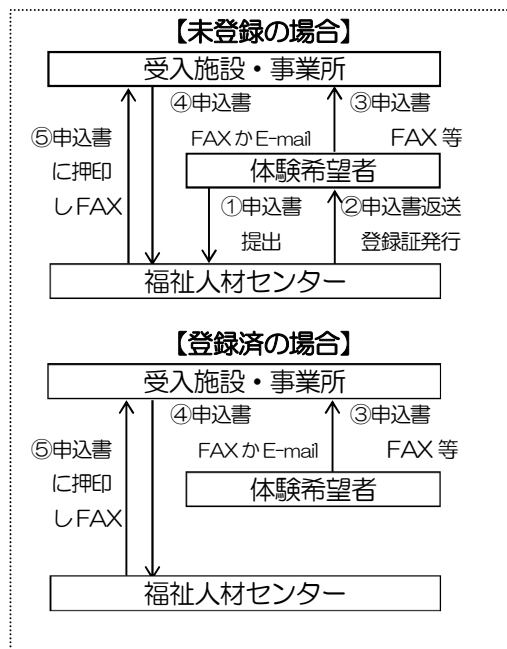 【未登録の場合】
受入施設・事業所
④申込書
③申込書
⑤申込書
に押印
しFAX
FAXかE-mail
FAX等
体験希望者
①申込書
提出
②申込書返送
登録証発行
福祉人材センター
【登録済の場合】
受入施設・事業所
④申込書
③申込書
⑤申込書
に押印
しFAX
FAXかE-mail
FAX等
体験希望者
福祉人材センター